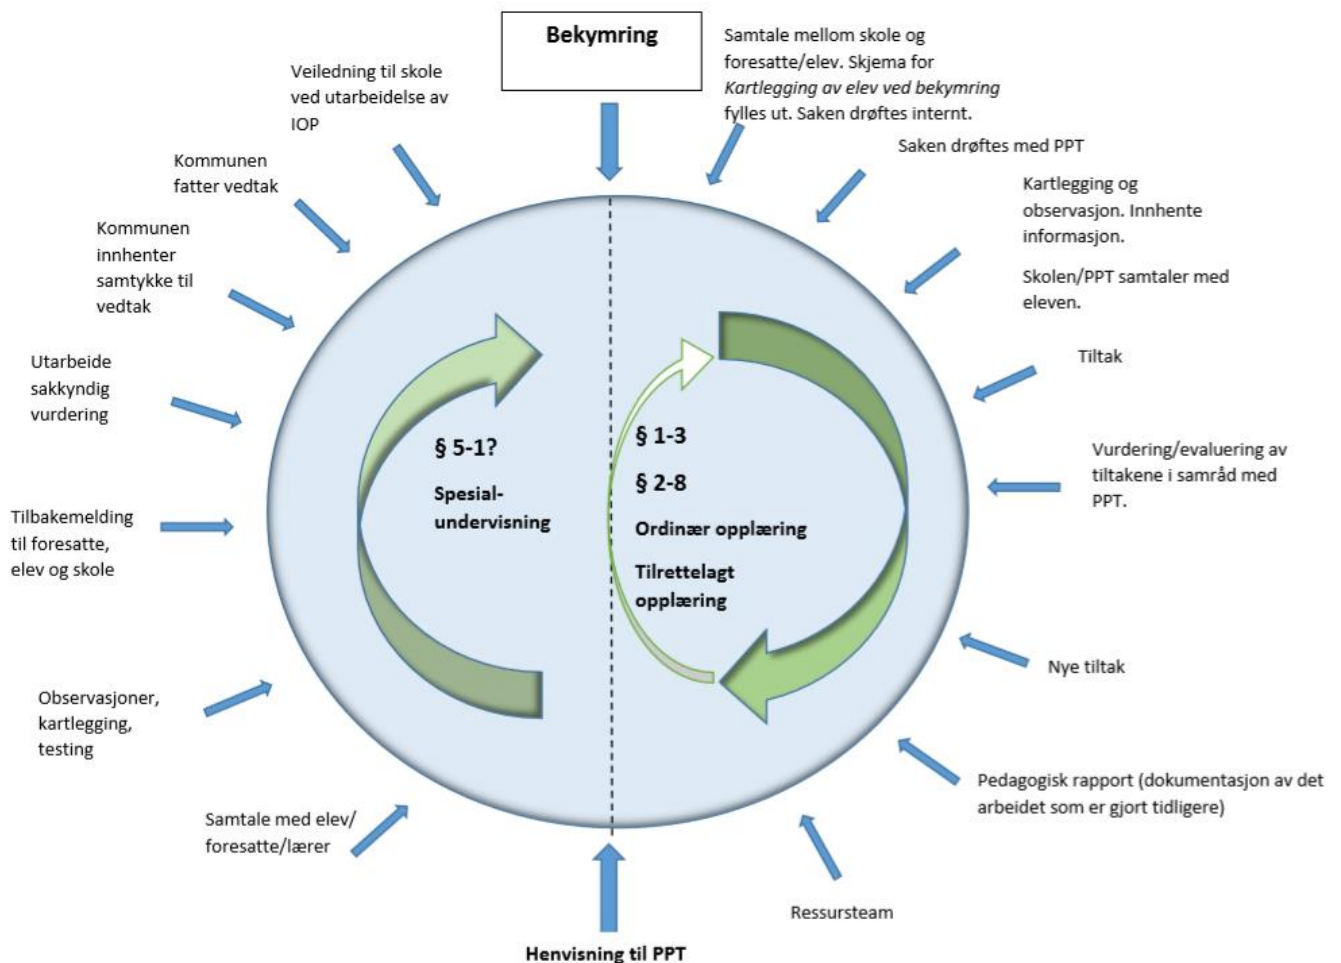 Bekymring
Samtale mellom skole og
foresatte/elev. Skjema for
Kartlegging av elev ved bekymring
fylles ut. Saken drøftes internt.
Saken drøftes med PPT
Kartlegging og
observasjon. Innhente
informasjon.
Skolen/PPT samtaler med
eleven.
Tiltak
Vurdering/evaluering av
tiltakene i samråd med
PPT.
Nye tiltak
Pedagogisk rapport (dokumentasjon av det
arbeidet som er gjort tidligere)
Ressursteam
Henvisning til PPT
Samtale med elev/
foresatte/lærer
Observasjoner,
kartlegging,
testing
Tilbakemelding
til foresatte,
elev og skole
Utarbeide
sakkyndig
vurdering
Kommunen
innhenter
samtykke til
vedtak
Kommunen
fatter vedtak
Veiledning til skole
ved utarbeidelse av
IOP
§ 5-1?
Spesial-
undervisning
§ 1-3
§ 2-8
Ordinær opplæring
Tilrettelagt
opplæring